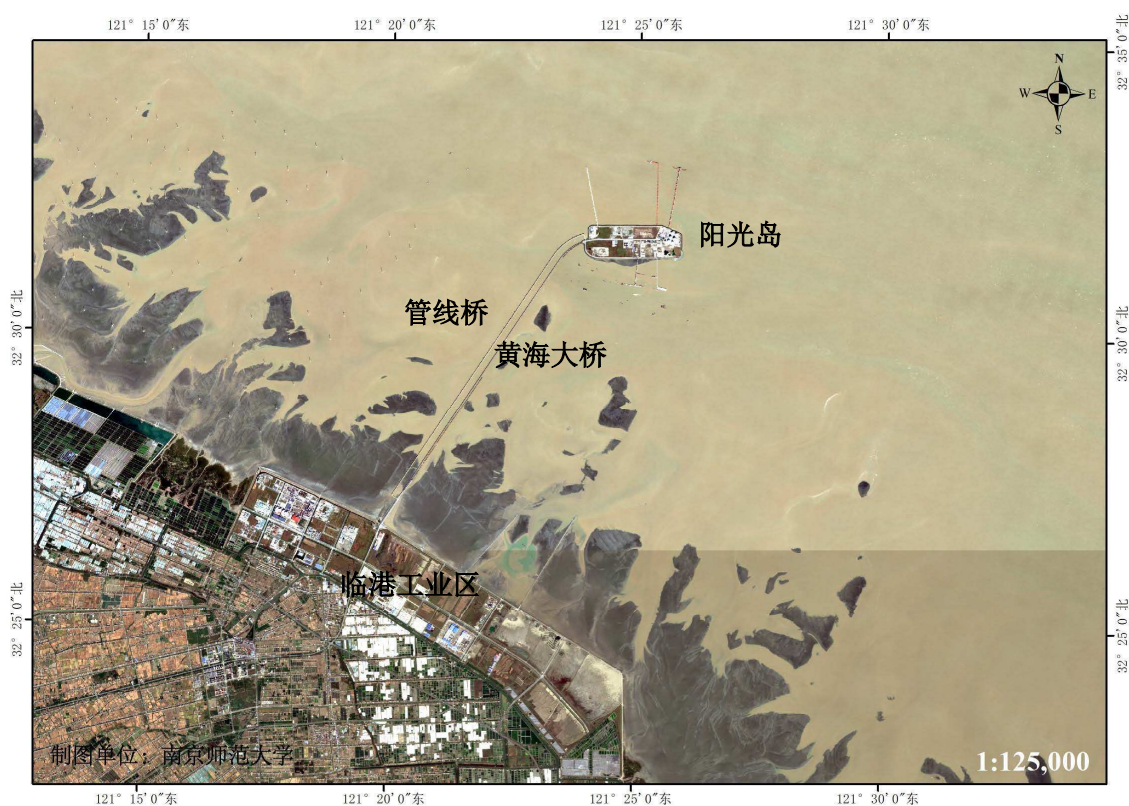 121° 15′0″东
121° 20′0″东
121° 25′0″东
121° 30′0″东
32° 35′0″北
N
W
E
S
阳光岛
管线桥
黄海大桥
32° 30′0″北
32° 30′0″北
临港工业区
32° 25′0″北
32° 25′0″北
制图单位：南京师范大学
1:125,000
121° 15′0″东
121° 20′0″东
121° 25′0″东
121° 30′0″东